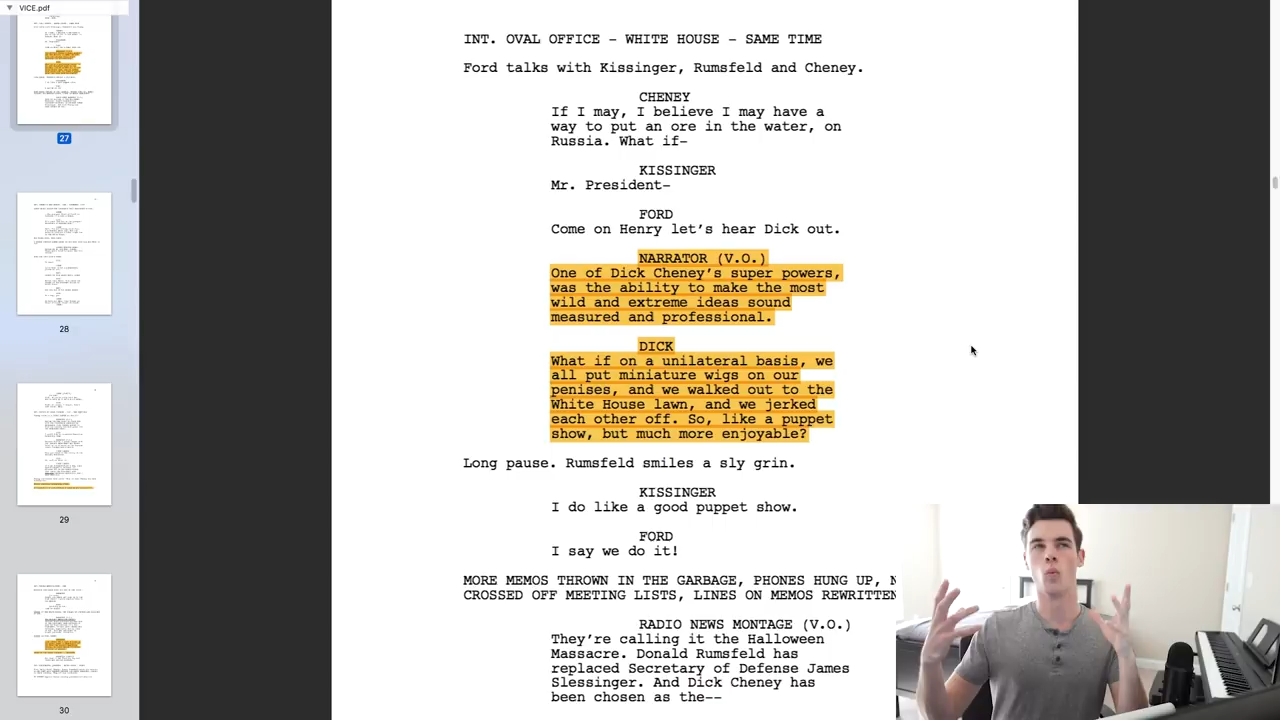 VICE.pdf
27
28
29
30
INT. OVAL OFFICE - WHITE HOUSE - SAME TIME
Ford talks with Kissinger, Rumsfeld and Cheney.
CHENEY
If I may, I believe I may have a
way to put an ore in the water, on
Russia. What if-
KISSINGER
Mr. President-
FORD
Come on Henry let's hear Dick out.
NARRATOR (V.O.)
One of Dick Cheney's super powers,
was the ability to make the most
wild and extreme ideas sound
measured and professional.
DICK
What if on a unilateral basis, we
all put miniature wigs on our
penises, and we walked out to the
White House lawn, and we jerked
each other off. So, like a puppet
show, but much more enjoyable?
Long pause. Rumsfeld smiles a sly grin.
KISSINGER
I do like a good puppet show.
FORD
I say we do it!
MORE MEMOS THROWN IN THE GARBAGE, PHONES HUNG UP,
CROSSED OFF MEETING LISTS, LINES ON MEMOS REWRITTEN
RADIO NEWS MONTAGE (V.O.)
They're calling it the Halloween
Massacre. Donald Rumsfeld has
replaced Secretary of Defense James
Slessinger. And Dick Cheney has
been chosen as the--